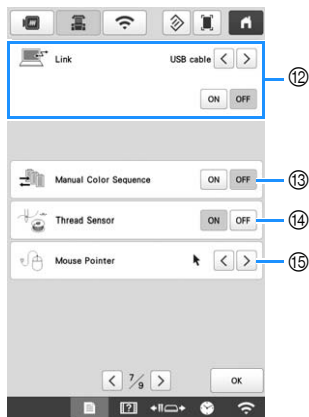 Link USB cable < >
⑫
ON OFF
Manual Color Sequence ON OFF ⑬
Thread Sensor ON OFF ⑭
Mouse Pointer < > ⑮
< 7/9 > OK